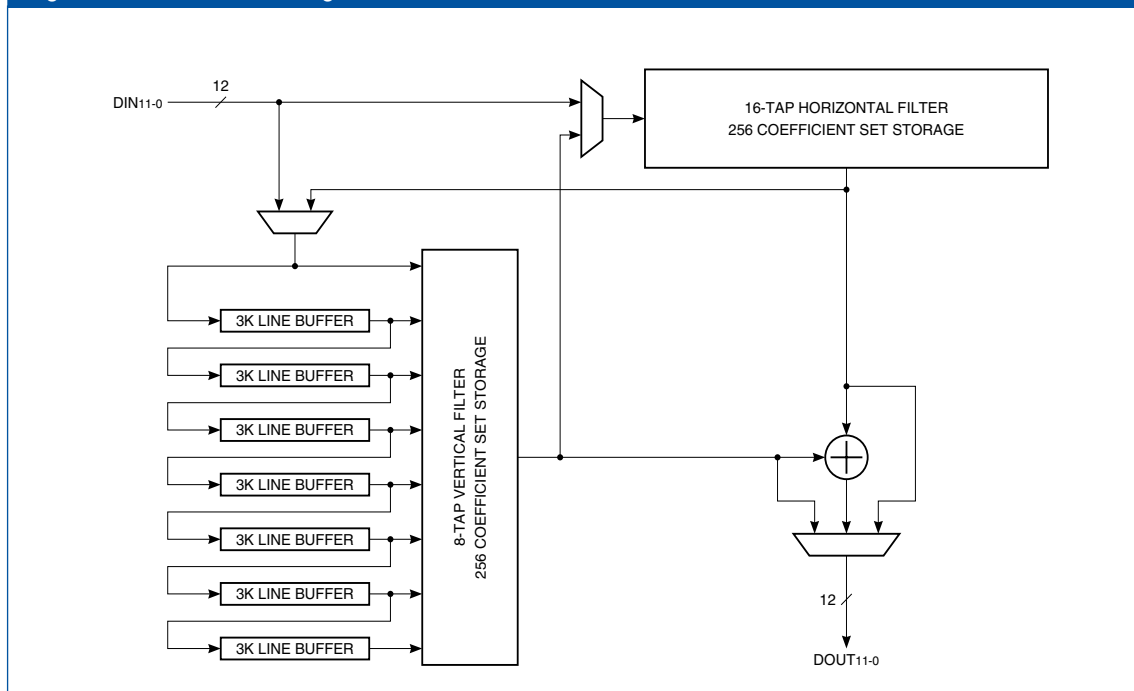 12
DIN11-0
16-TAP HORIZONTAL FILTER
256 COEFFICIENT SET STORAGE
3K LINE BUFFER
3K LINE BUFFER
3K LINE BUFFER
3K LINE BUFFER
3K LINE BUFFER
3K LINE BUFFER
3K LINE BUFFER
8-TAP VERTICAL FILTER
256 COEFFICIENT SET STORAGE
12
DOUT11-0